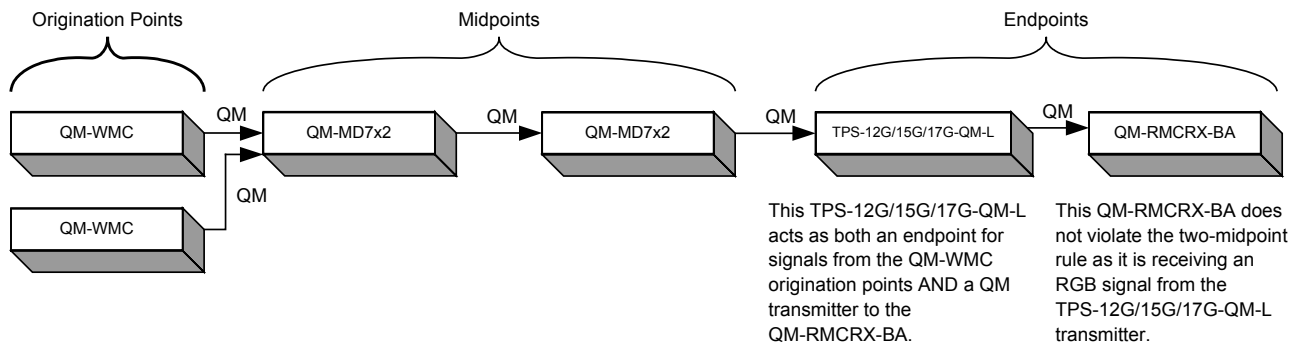 Origination Points
Midpoints
Endpoints
QM-WMC
QM
QM-MD7x2
QM
QM-MD7x2
QM
TPS-12G/15G/17G-QM-L
QM
QM-RMCRX-BA
QM
QM-WMC
This TPS-12G/15G/17G-QM-L
acts as both an endpoint for
signals from the QM-WMC
origination points AND a QM
transmitter to the
QM-RMCRX-BA.
This QM-RMCRX-BA does
not violate the two-midpoint
rule as it is receiving an
RGB signal from the
TPS-12G/15G/17G-QM-L
transmitter.